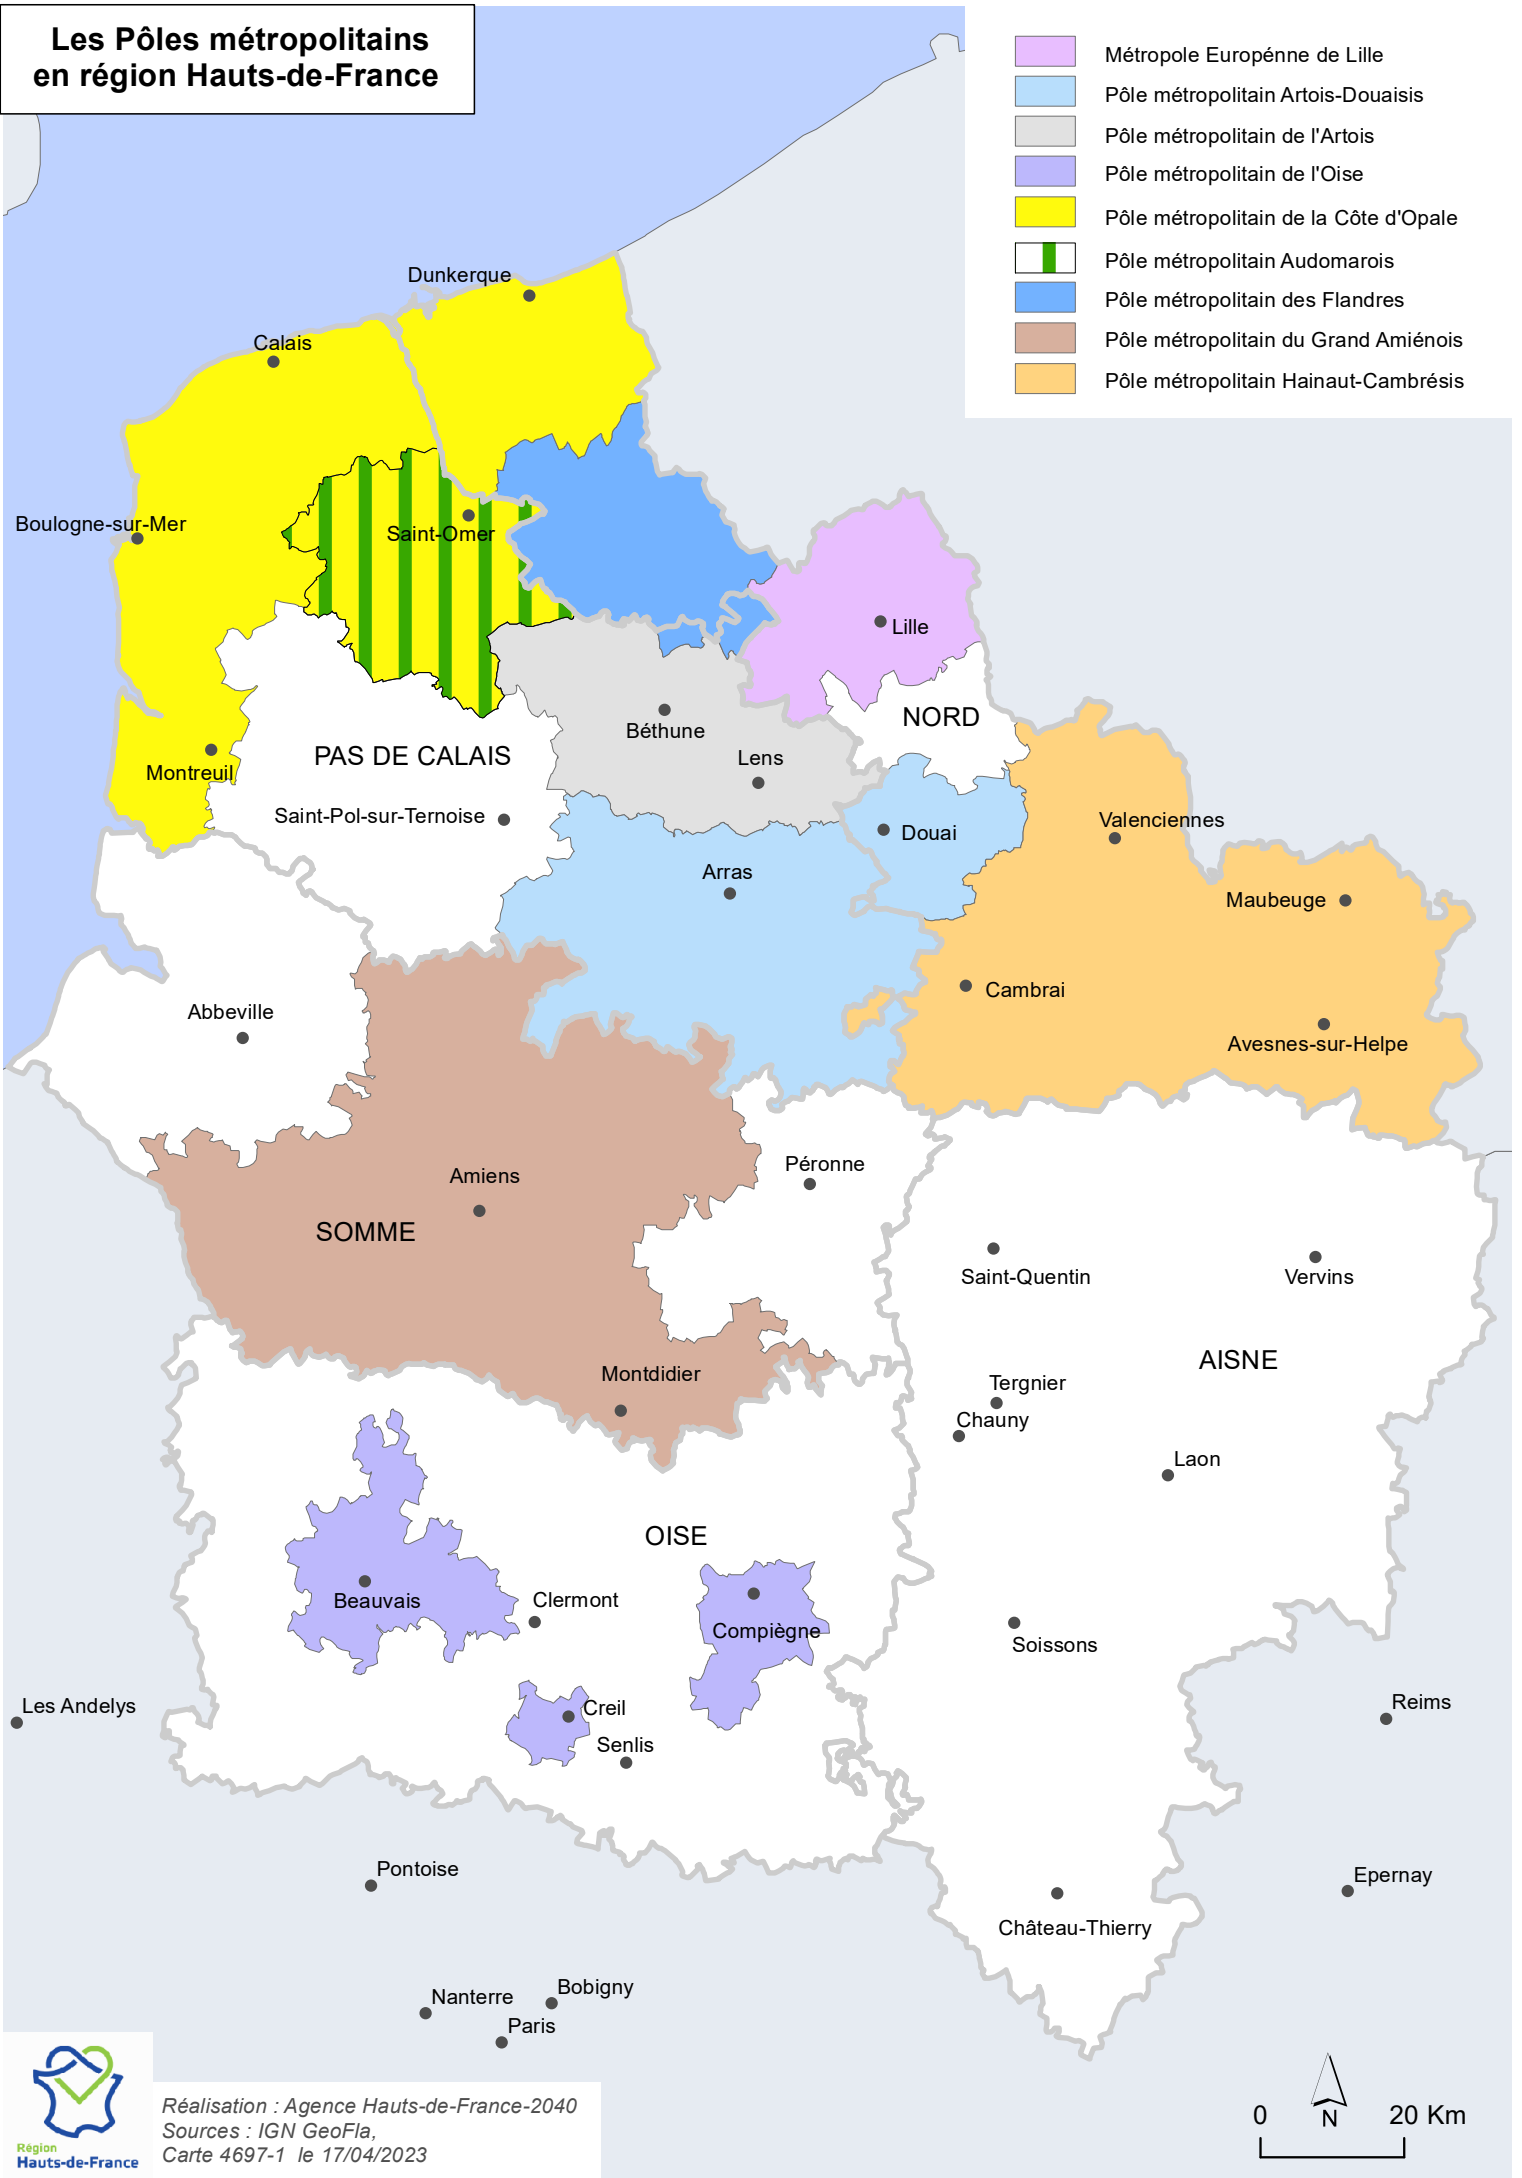 Les Pôles métropolitains
en région Hauts-de-France
Métropole Europénne de Lille
Pôle métropolitain Artois-Douaisis
Pôle métropolitain de l'Artois
Pôle métropolitain de l'Oise
Pôle métropolitain de la Côte d'Opale
Pôle métropolitain Audomarois
Pôle métropolitain des Flandres
Pôle métropolitain du Grand Amiénois
Pôle métropolitain Hainaut-Cambrésis
Dunkerque
Calais
Boulogne-sur-Mer
Saint-Omer
Lille
NORD
Béthune
PAS DE CALAIS
Lens
Montreuil
Saint-Pol-sur-Ternoise
Valenciennes
Douai
Arras
Maubeuge
Cambrai
Abbeville
Avesnes-sur-Helpe
Péronne
Amiens
SOMME
Saint-Quentin
Vervins
AISNE
Montdidier
Tergnier
Chauny
Laon
OISE
Beauvais
Clermont
Compiègne
Soissons
Les Andelys
Creil
Reims
Senlis
Pontoise
Epernay
Château-Thierry
Bobigny
Nanterre
Paris
Réalisation : Agence Hauts-de-France-2040
Sources : IGN GeoFla,
Carte 4697-1 le 17/04/2023
Région
Hauts-de-France
0
N
20 Km